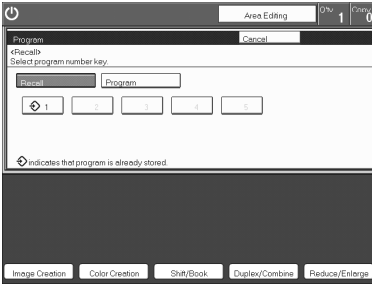 Area Editing Q'ty 1 Copy 0
Program Cancel
<Recall>
Select program number key.
Recall Program
1 2 3 4 5
indicates that program is already stored.
Image Creation Color Creation Shift/Book Duplex/Combine Reduce/Enlarge